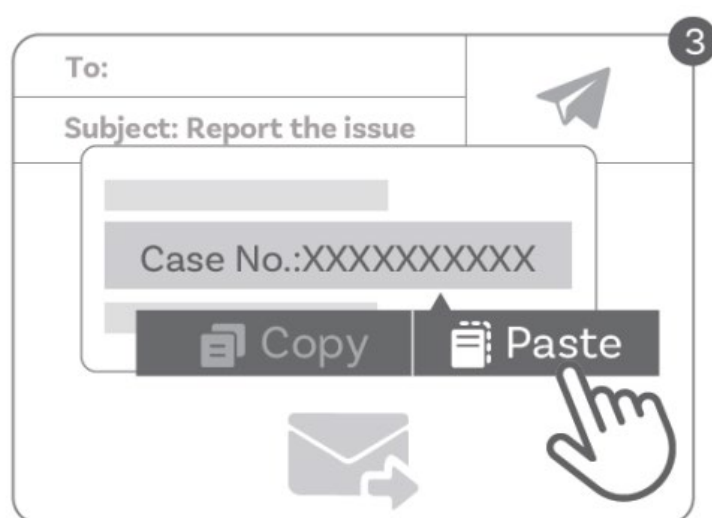 3
To:
Subject: Report the issue
Case No.:XXXXXXXXXX
Copy
Paste